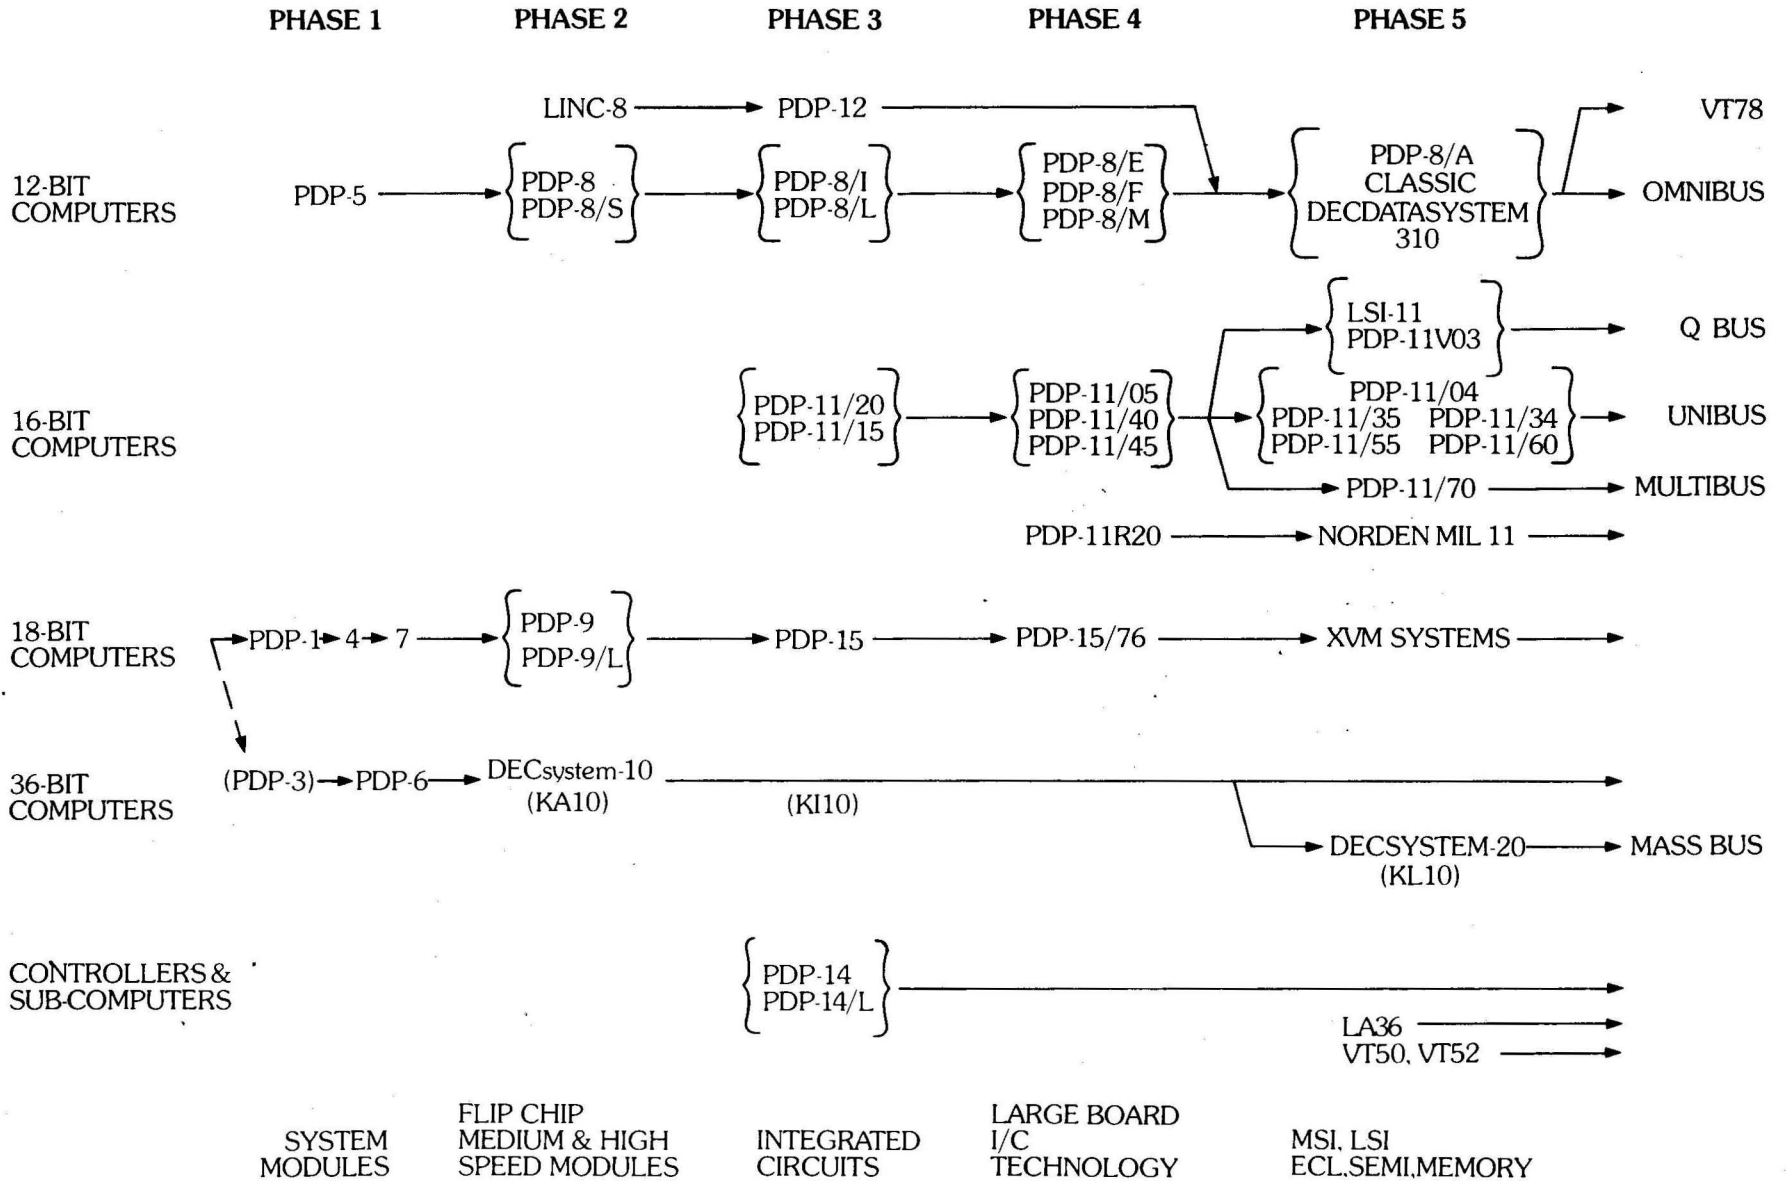 PHASE 1 PHASE 2 PHASE 3 PHASE 4 PHASE 5
LINC-8 PDP-12 VT78
12-BIT
COMPUTERS
PDP-5
PDP-8
PDP-8/S
PDP-8/I
PDP-8/L
PDP-8/E
PDP-8/F
PDP-8/M
PDP-8/A
CLASSIC
DECDATASYSTEM
310
OMNIBUS
LSI-11
PDP-11V03
Q BUS
16-BIT
COMPUTERS
PDP-11/20
PDP-11/15
PDP-11/05
PDP-11/40
PDP-11/45
PDP-11/04
PDP-11/35 PDP-11/34
PDP-11/55 PDP-11/60
UNIBUS
PDP-11/70 MULTIBUS
PDP-11R20 NORDEN MIL 11
18-BIT
COMPUTERS
PDP-1 4 7
PDP-9
PDP-9/L
PDP-15 PDP-15/76 XVM SYSTEMS
36-BIT
COMPUTERS
(PDP-3) PDP-6
DECsystem-10
(KA10)
(KI10)
DECSYSTEM-20
(KL10)
MASS BUS
CONTROLLERS &
SUB-COMPUTERS
PDP-14
PDP-14/L
LA36
VT50, VT52
SYSTEM
MODULES
FLIP CHIP
MEDIUM & HIGH
SPEED MODULES
INTEGRATED
CIRCUITS
LARGE BOARD
I/C
TECHNOLOGY
MSI, LSI
ECL,SEMI,MEMORY